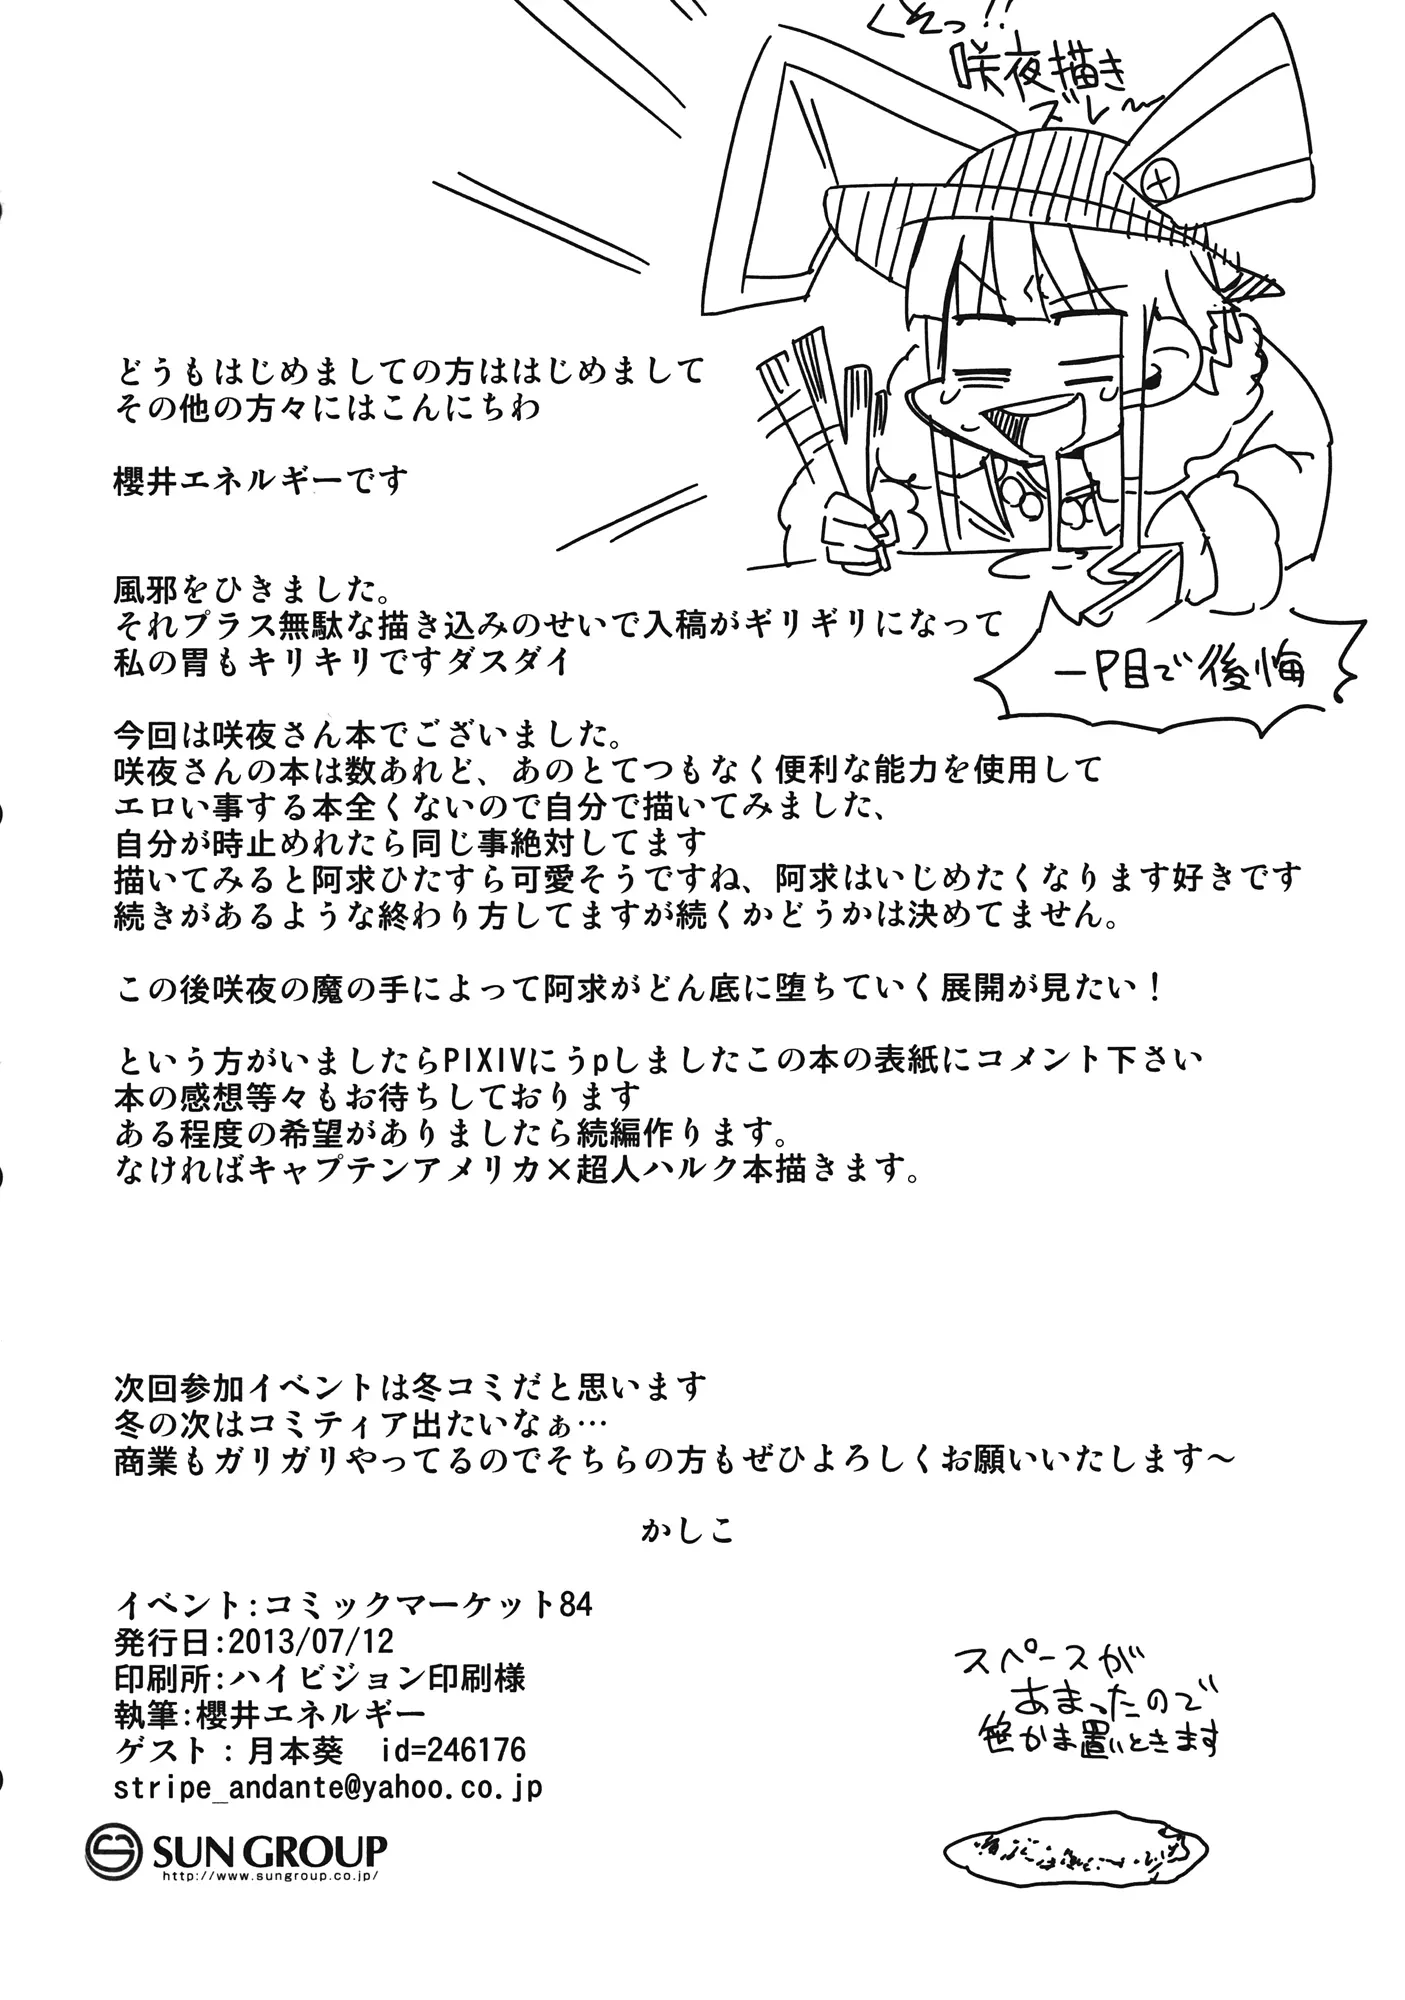 くそっ!!
咲夜描き
ズレ～
どうもはじめましての方ははじめまして
その他の方々にはこんにちわ
櫻井エネルギーです
風邪をひきました。
それプラス無駄な描き込みのせいで入稿がギリギリになって
私の胃もキリキリですダスダイ
一P目で後悔
今回は咲夜さん本でございました。
咲夜さんの本は数あれど、あのとてつもなく便利な能力を使用して
エロい事する本全くないので自分で描いてみました、
自分が時止めれたら同じ事絶対してます
描いてみると阿求ひたすら可愛そうですね、阿求はいじめたくなります好きです
続きがあるような終わり方してますが続くかどうかは決めてません。
この後咲夜の魔の手によって阿求がどん底に堕ちていく展開が見たい！
という方がいましたらPIXIVにうpしましたこの本の表紙にコメント下さい
本の感想等々もお待ちしております
ある程度の希望がありましたら続編作ります。
なければキャプテンアメリカ×超人ハルク本描きます。
次回参加イベントは冬コミだと思います
冬の次はコミティア出たいなぁ…
商業もガリガリやってるのでそちらの方もぜひよろしくお願いいたします～
かしこ
イベント:コミックマーケット84
発行日:2013/07/12
印刷所:ハイビジョン印刷様
執筆:櫻井エネルギー
ゲスト：月本葵　id=246176
stripe_andante@yahoo.co.jp
SUN GROUP
http://www.sungroup.co.jp/
スペースが
あまったので
笹かま置いときます